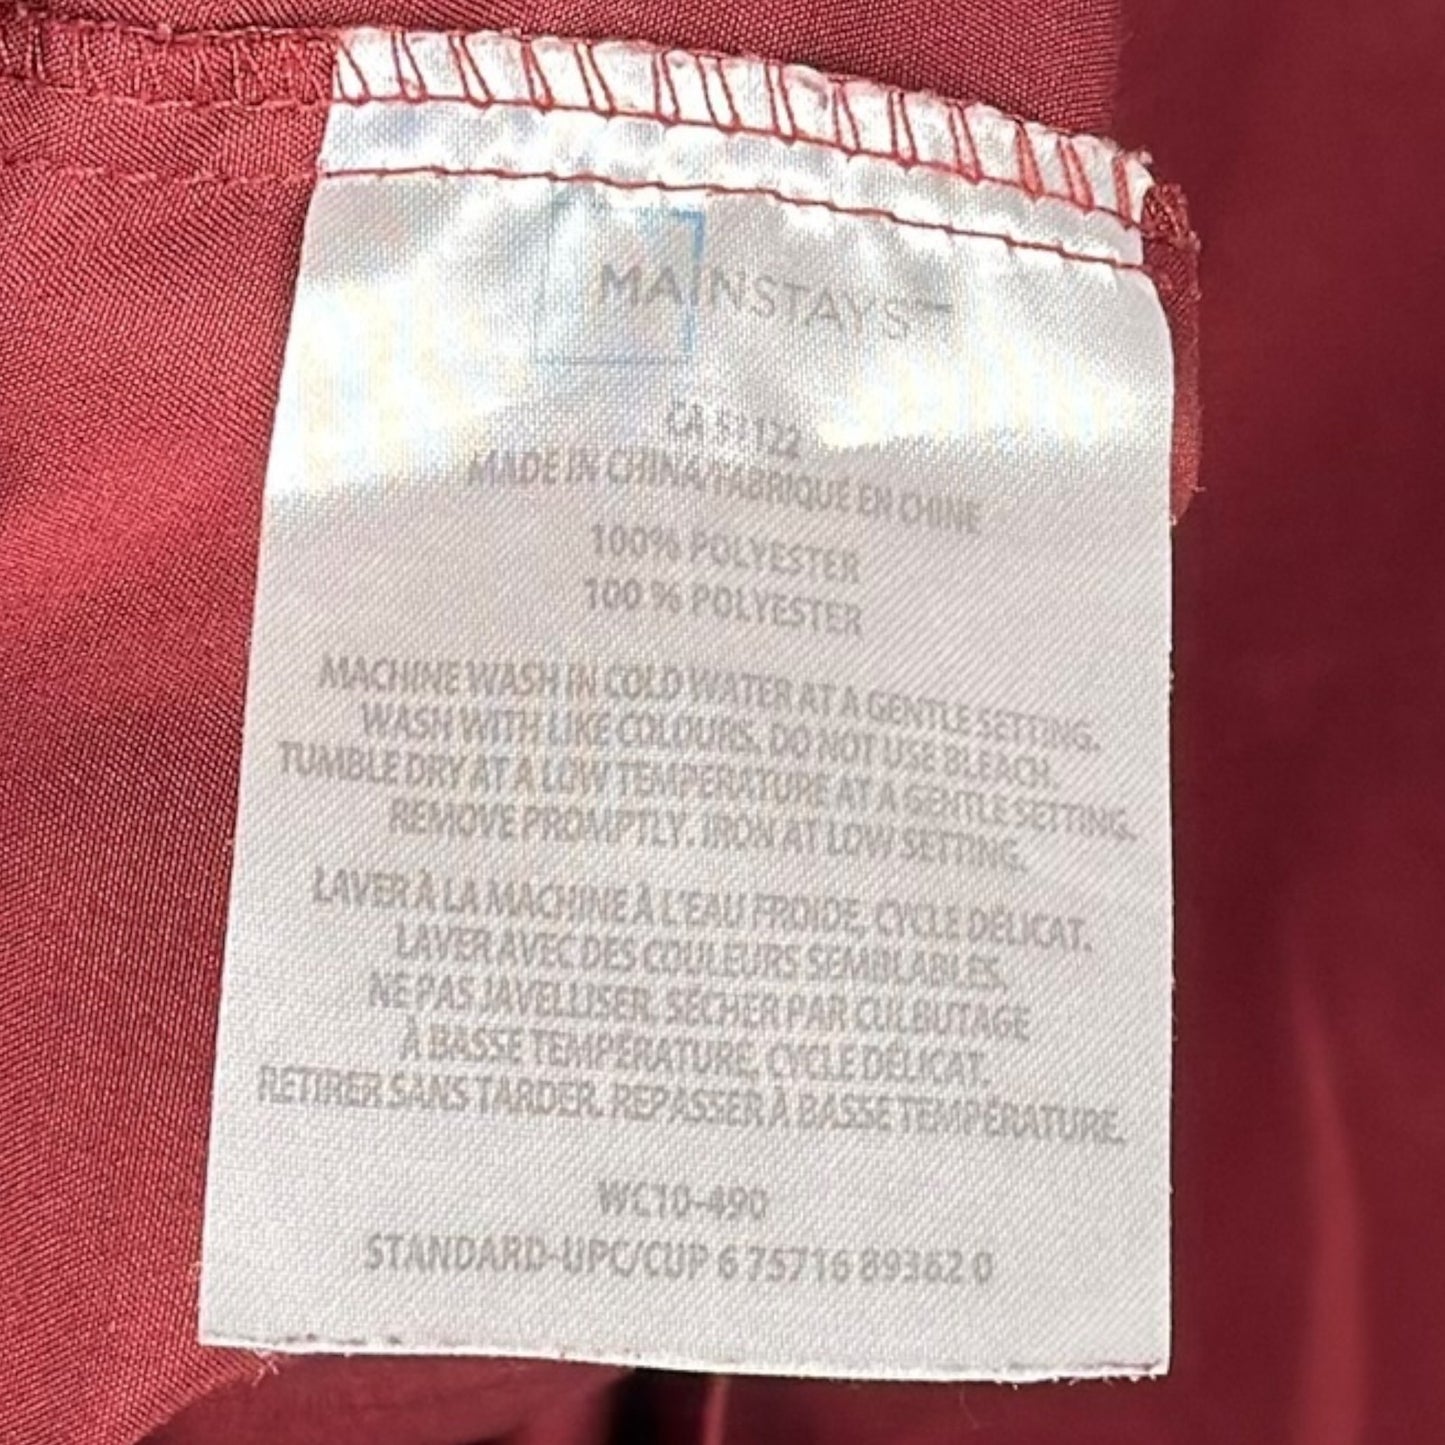 MAINSTAYS™
CA 51122
MADE IN CHINA/FABRIQUÉ EN CHINE
100% POLYESTER
100 % POLYESTER
MACHINE WASH IN COLD WATER AT A GENTLE SETTING.
WASH WITH LIKE COLOURS. DO NOT USE BLEACH.
TUMBLE DRY AT A LOW TEMPERATURE AT A GENTLE SETTING.
REMOVE PROMPTLY. IRON AT LOW SETTING.
LAVER À LA MACHINE À L'EAU FROIDE, CYCLE DÉLICAT.
LAVER AVEC DES COULEURS SEMBLABLES.
NE PAS JAVELLISER. SÉCHER PAR CULBUTAGE
À BASSE TEMPÉRATURE, CYCLE DÉLICAT.
RETIRER SANS TARDER. REPASSER À BASSE TEMPÉRATURE.
WC10-490
STANDARD-UPC/CUP 6 75716 89362 0